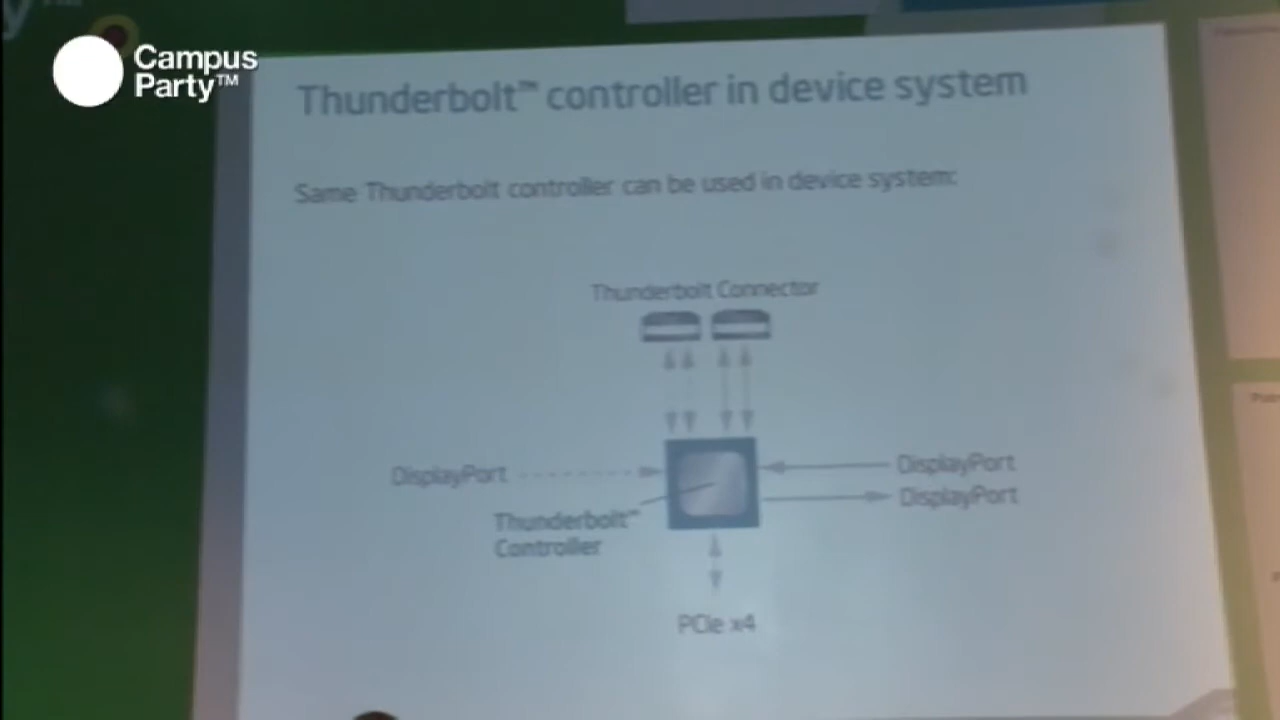 Campus
Party™
Thunderbolt™ controller in device system
Same Thunderbolt controller can be used in device system:
Thunderbolt Connector
DisplayPort
DisplayPort
DisplayPort
Thunderbolt™
Controller
PCIe x4